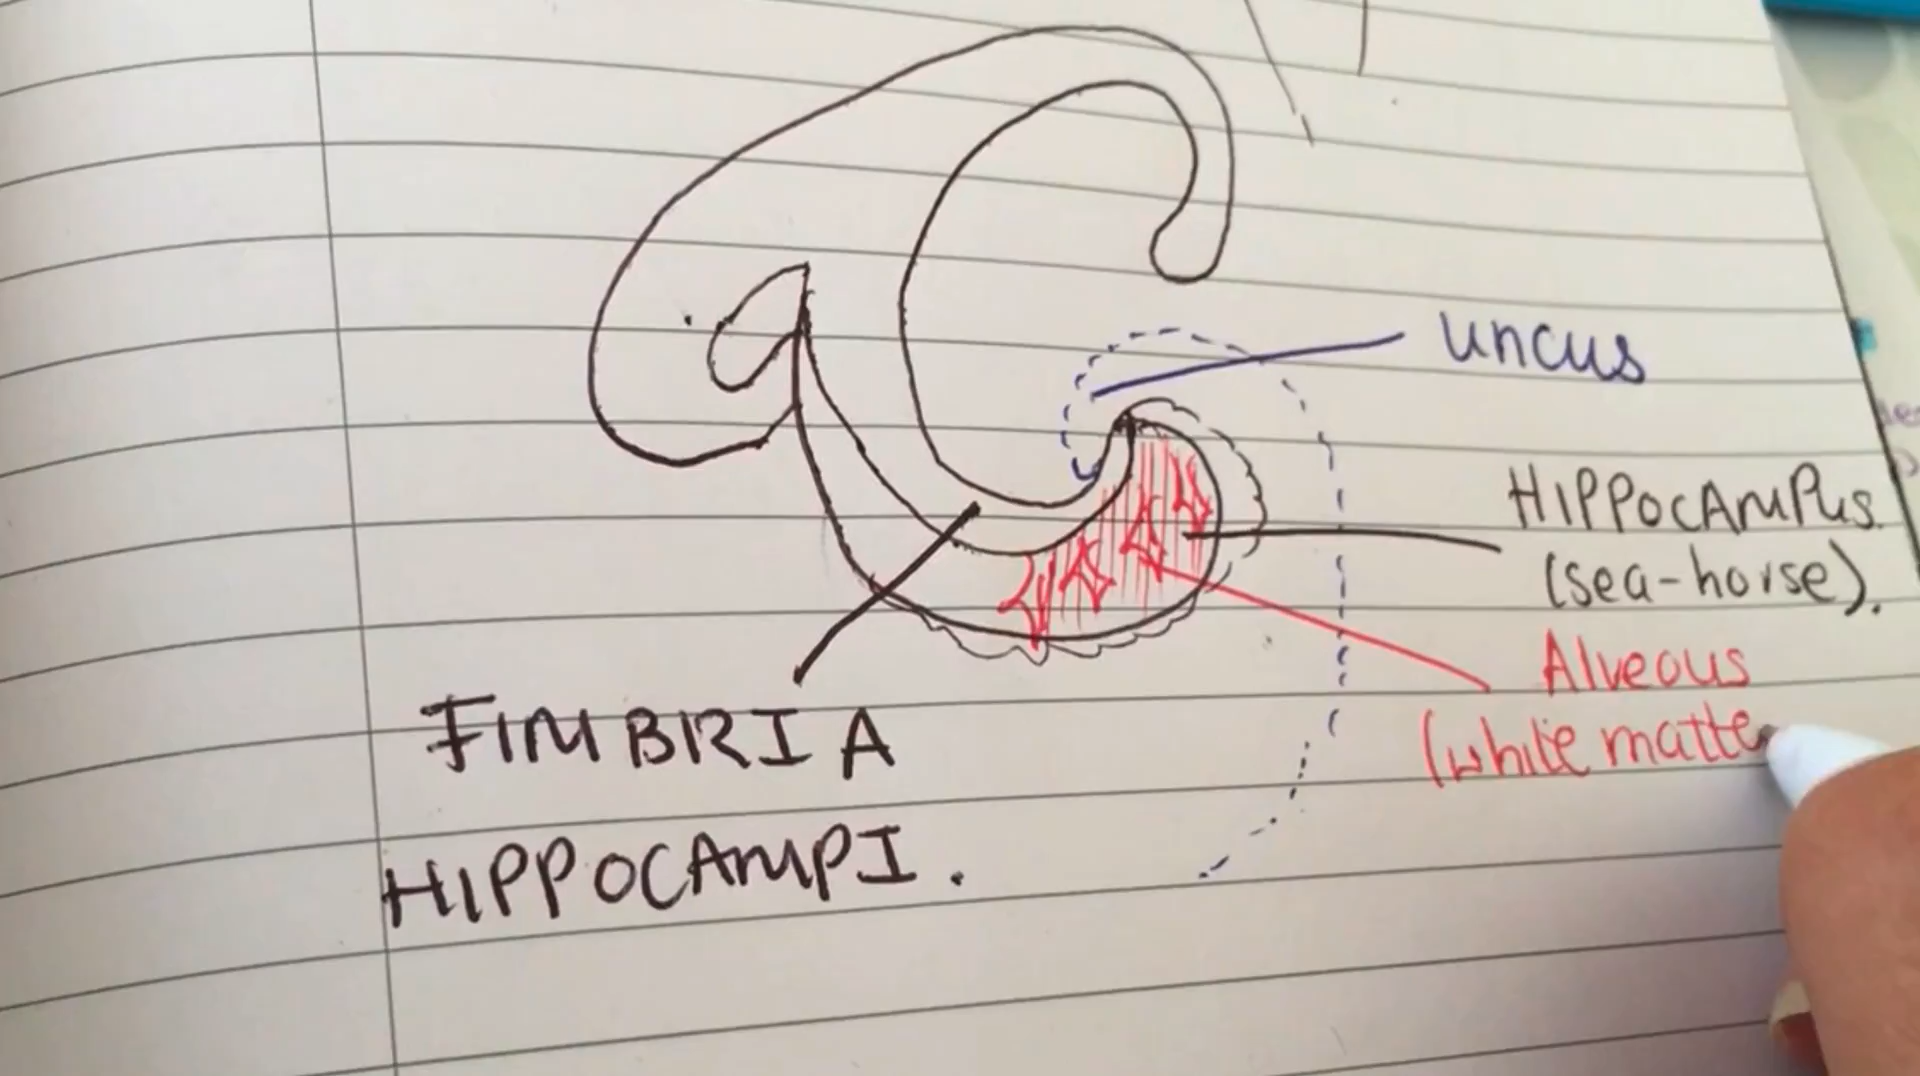 uncus
HIPPOCAMPUS.
(sea-horse).
Alveous
(white matte
FIMBRIA
HIPPOCAMPI.